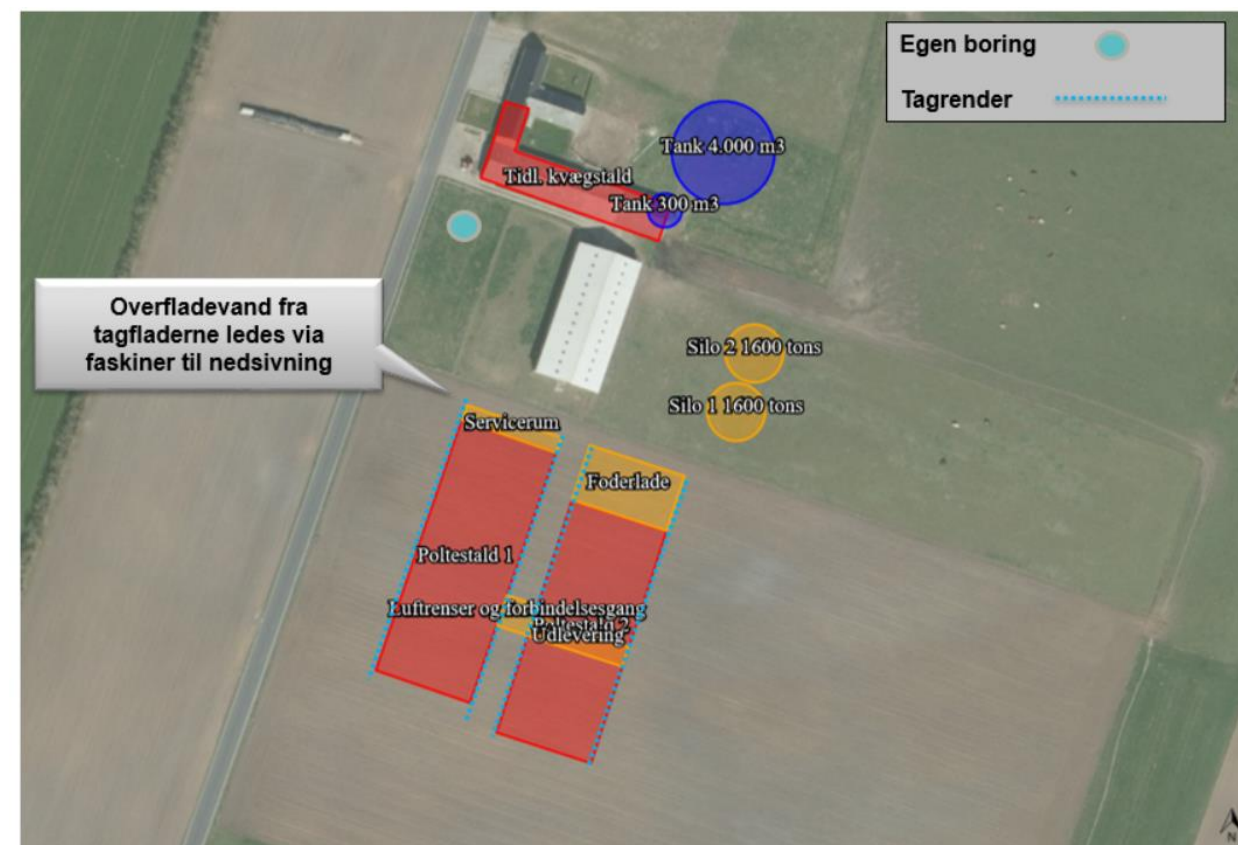 Egen boring
Tagrender
Tank 4.000 m3
Tidl. kvægstald
Tank 300 m3
Overfladevand fra
tagfladerne ledes via
faskiner til nedsivning
Silo 2 1600 tons
Silo 1 1600 tons
Servicerum
Foderlade
Poltestald 1
Luftrenser og forbindelsesgang
Poltestald 2
Udlevering
N